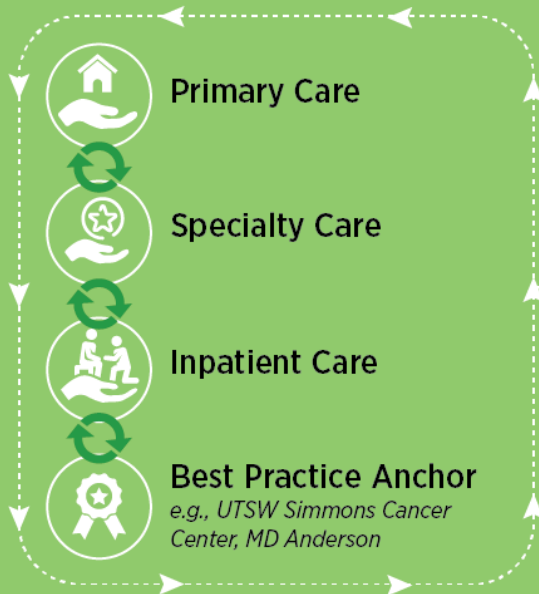 Primary Care
Specialty Care
Inpatient Care
Best Practice Anchor
e.g., UTSW Simmons Cancer
Center, MD Anderson